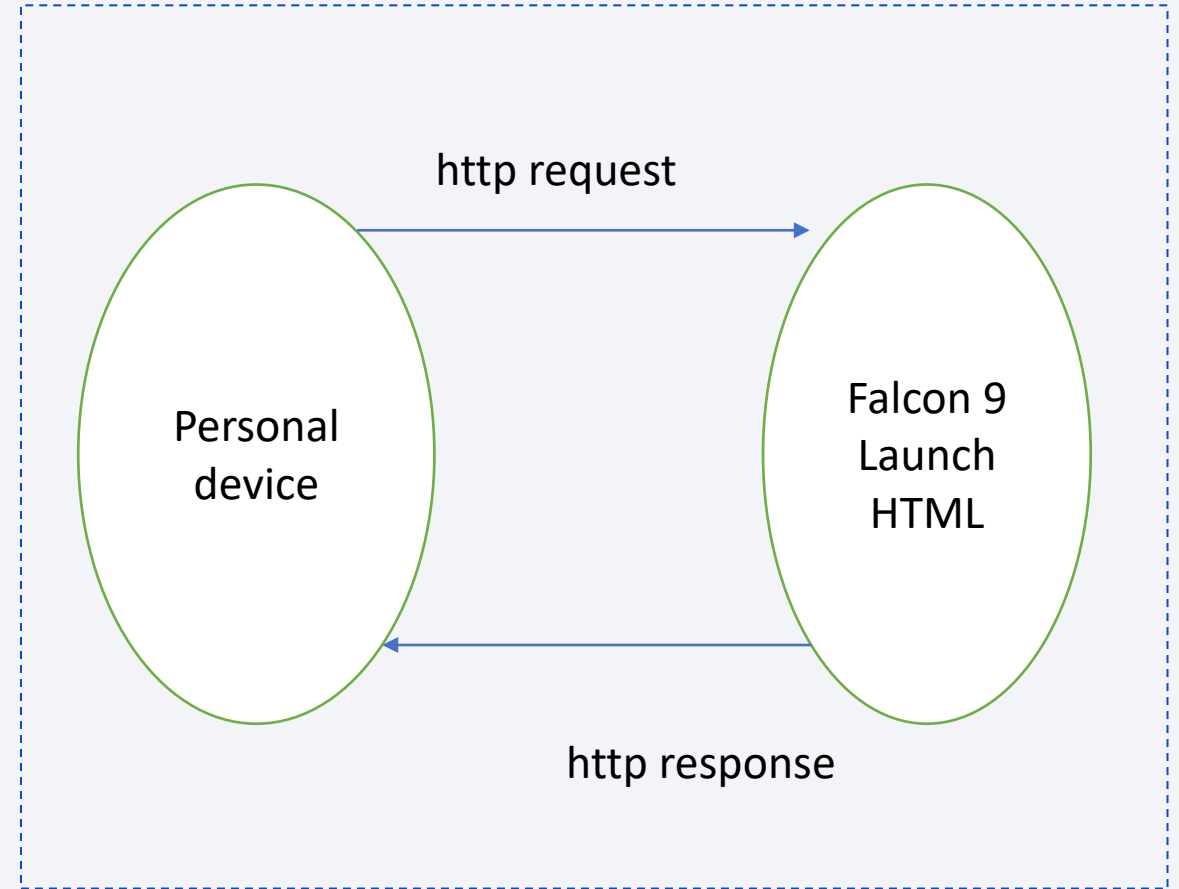 http request
Personal
device
Falcon 9
Launch
HTML
http response